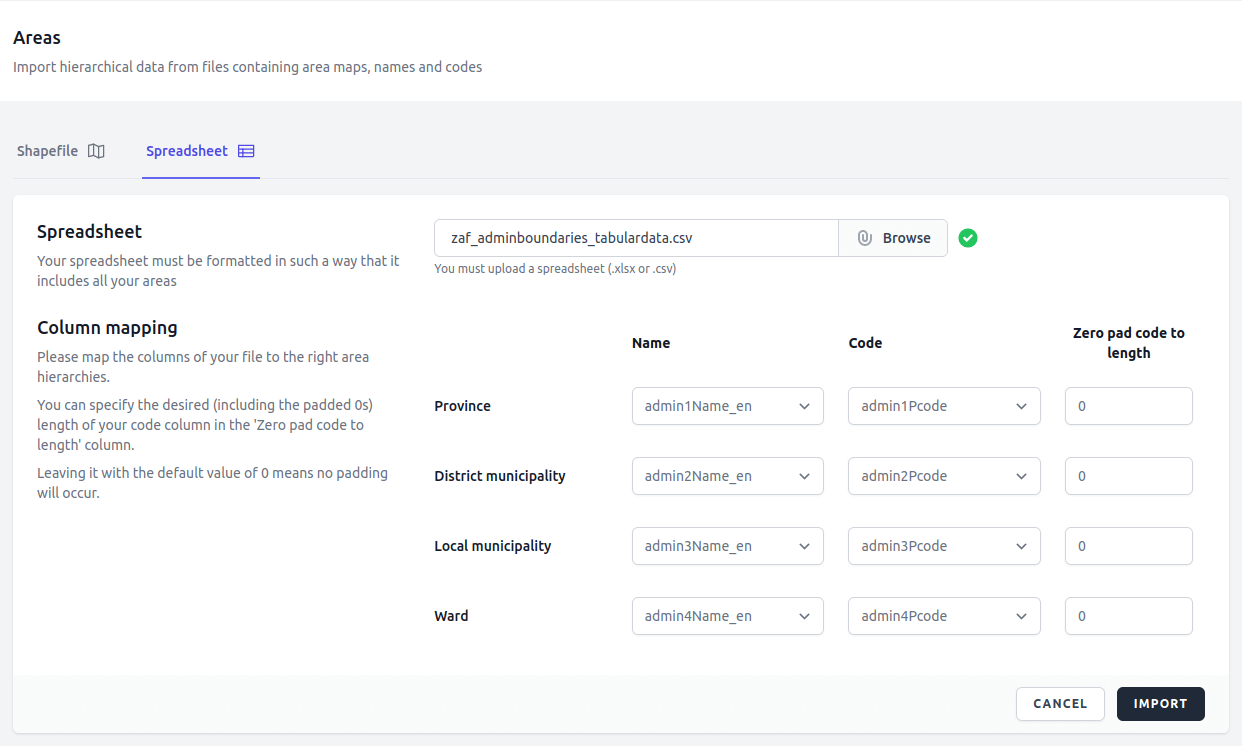 Areas
Import hierarchical data from files containing area maps, names and codes
Shapefile
Spreadsheet
Spreadsheet
Your spreadsheet must be formatted in such a way that it
includes all your areas
zaf_adminboundaries_tabulardata.csv
Browse
You must upload a spreadsheet (.xlsx or .csv)
Column mapping
Please map the columns of your file to the right area
hierarchies.
You can specify the desired (including the padded 0s)
length of your code column in the 'Zero pad code to
length' column.
Leaving it with the default value of 0 means no padding
will occur.
Name
Code
Zero pad code to
length
Province
admin1Name_en
admin1Pcode
0
District municipality
admin2Name_en
admin2Pcode
0
Local municipality
admin3Name_en
admin3Pcode
0
Ward
admin4Name_en
admin4Pcode
0
CANCEL
IMPORT